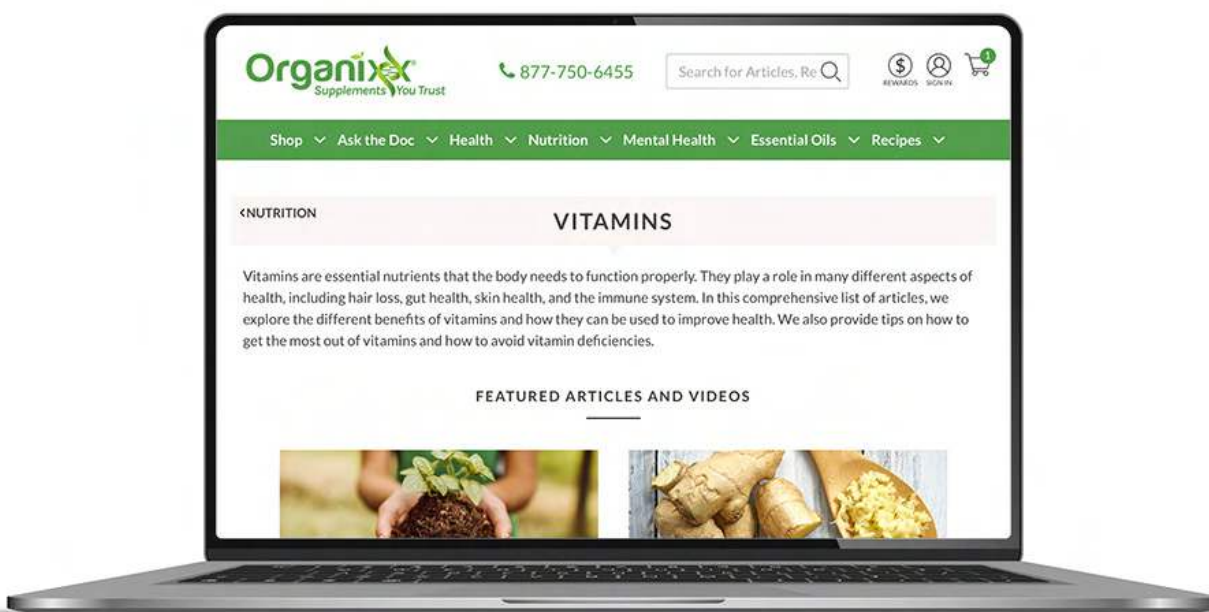 Organixx
Supplements You Trust
877-750-6455
Search for Articles, Re
REWARDS
SIGN IN
1
Shop
Ask the Doc
Health
Nutrition
Mental Health
Essential Oils
Recipes
<NUTRITION
VITAMINS
Vitamins are essential nutrients that the body needs to function properly. They play a role in many different aspects of
health, including hair loss, gut health, skin health, and the immune system. In this comprehensive list of articles, we
explore the different benefits of vitamins and how they can be used to improve health. We also provide tips on how to
get the most out of vitamins and how to avoid vitamin deficiencies.
FEATURED ARTICLES AND VIDEOS